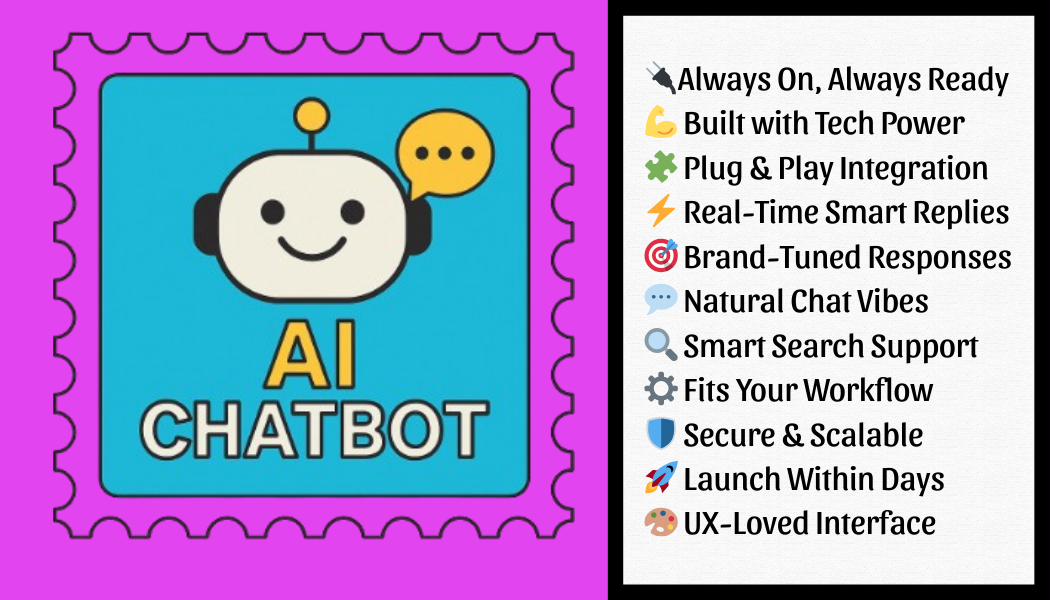 AI
CHATBOT
🔌Always On, Always Ready
💪 Built with Tech Power
🧩 Plug & Play Integration
⚡ Real-Time Smart Replies
🎯 Brand-Tuned Responses
💬 Natural Chat Vibes
🔍 Smart Search Support
⚙️ Fits Your Workflow
🛡️ Secure & Scalable
🚀 Launch Within Days
🎨 UX-Loved Interface